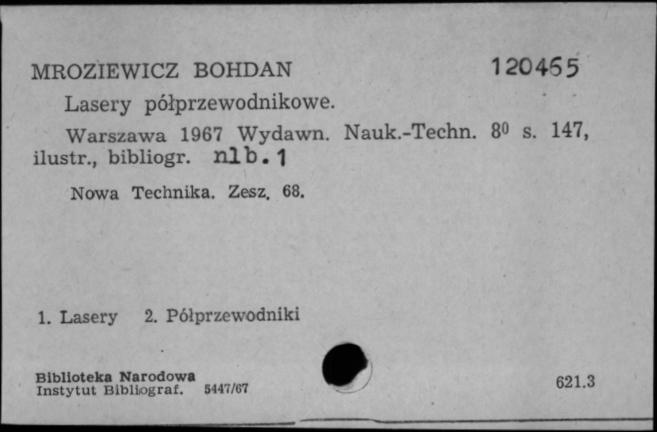 MROZIEWICZ BOHDAN 120465
Lasery półprzewodnikowe.
Warszawa 1967 Wydawn. Nauk.-Techn. 8⁰ s. 147,
ilustr., bibliogr. nlb. 1
Nowa Technika. Zesz. 68.
1. Lasery 2. Półprzewodniki
Biblioteka Narodowa
Instytut Bibliograf. 5447/67 621.3